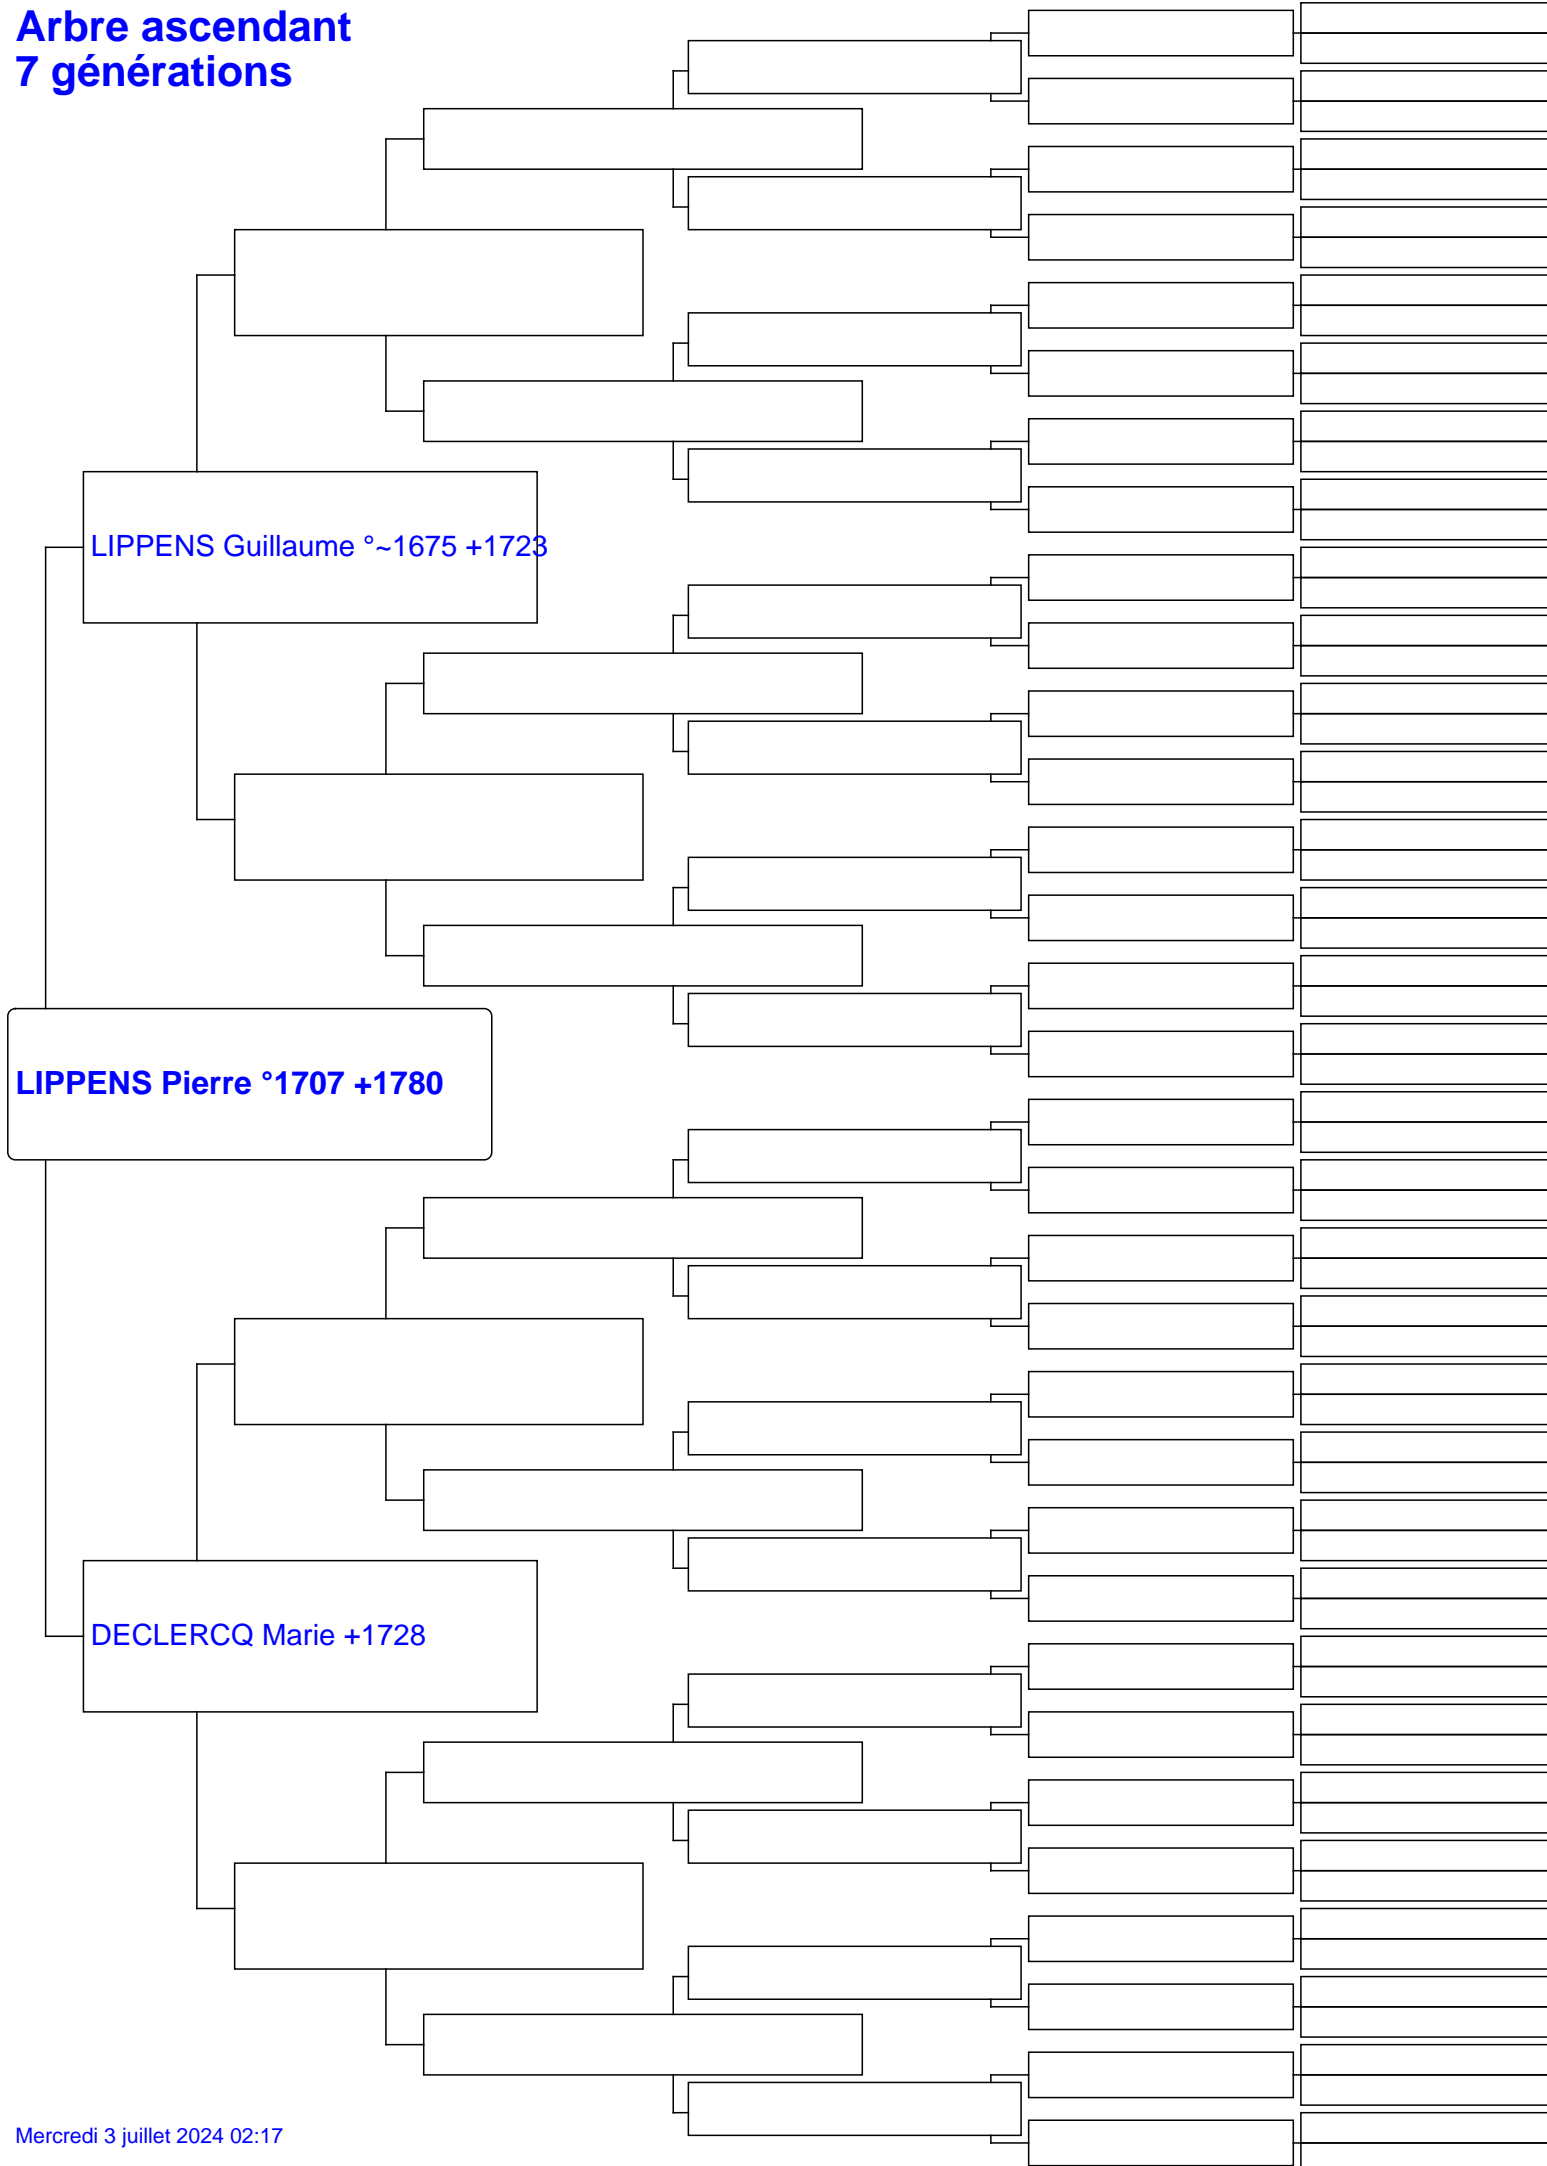 Arbre ascendant
7 générations
LIPPENS Guillaume °~1675 +1723
LIPPENS Pierre °1707 +1780
DECLERCQ Marie +1728
Mercredi 3 juillet 2024 02:17